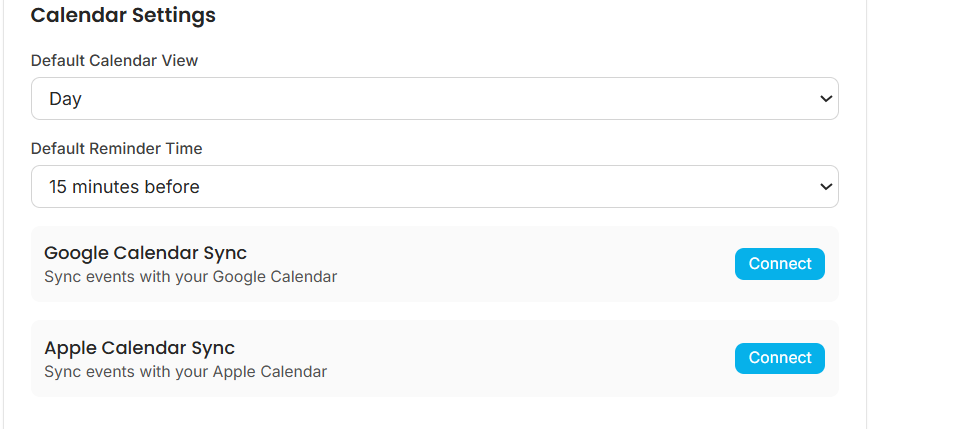 Calendar Settings
Default Calendar View
Day
Default Reminder Time
15 minutes before
Google Calendar Sync
Sync events with your Google Calendar
Connect
Apple Calendar Sync
Sync events with your Apple Calendar
Connect